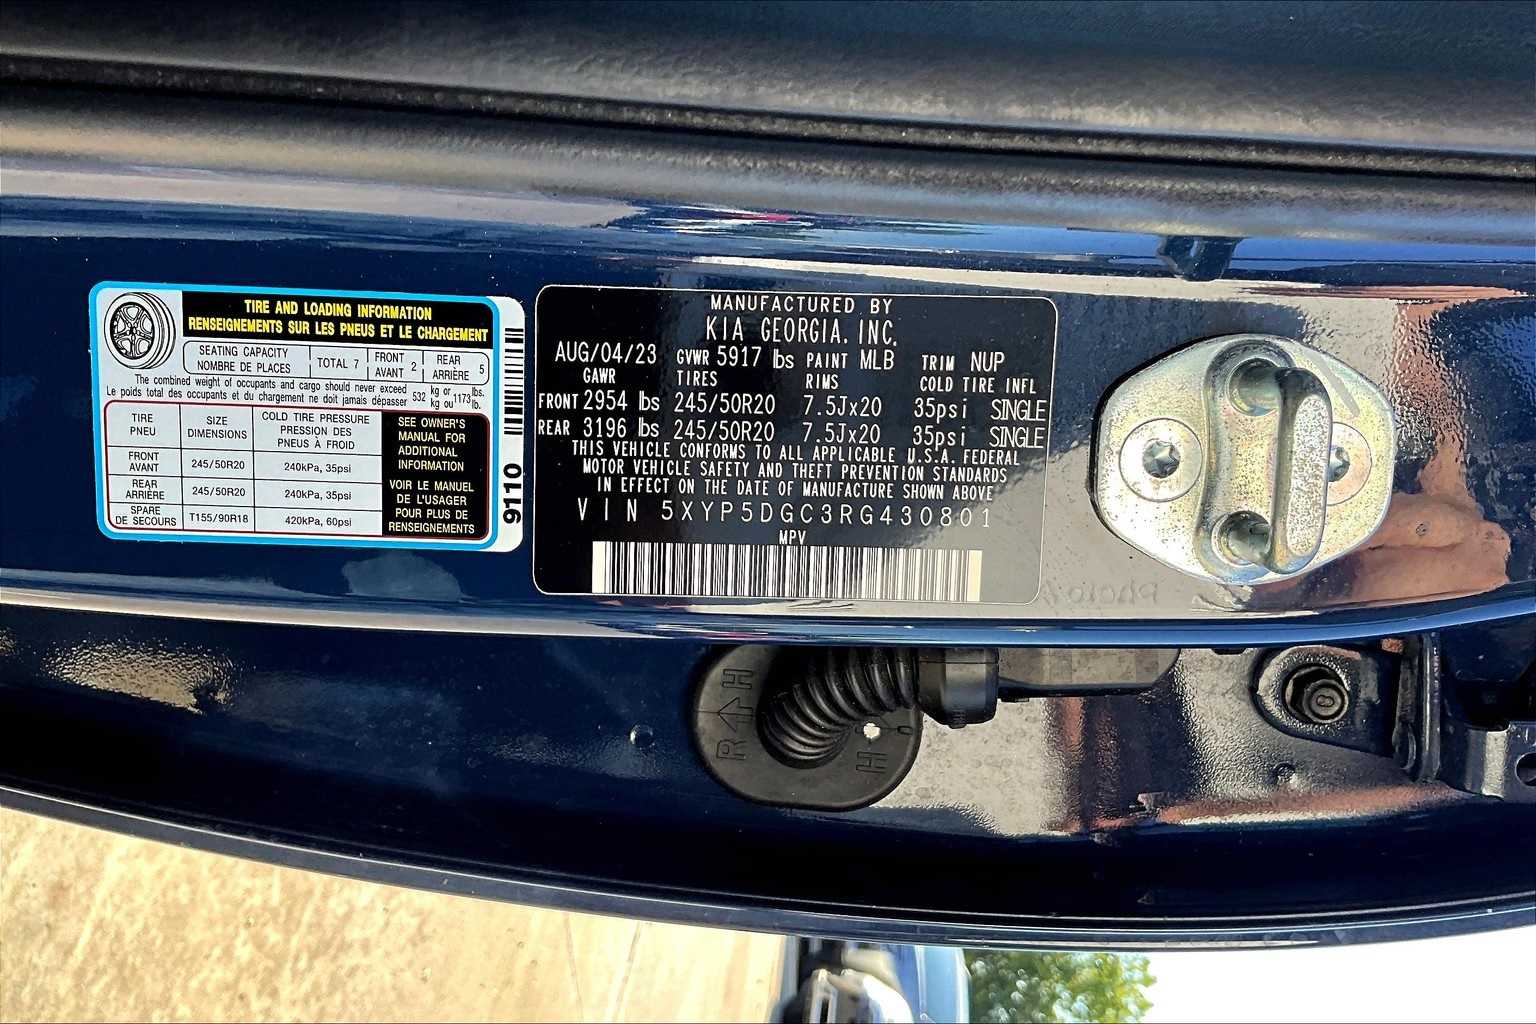 TIRE AND LOADING INFORMATION
RENSEIGNEMENTS SUR LES PNEUS ET LE CHARGEMENT
SEATING CAPACITY
NOMBRE DE PLACES
TOTAL 7
FRONT
AVANT 2
REAR
ARRIÈRE 5
The combined weight of occupants and cargo should never exceed 532 kg or 1173 lbs.
Le poids total des occupants et du chargement ne doit jamais dépasser kg ou lb.
TIRE
PNEU
SIZE
DIMENSIONS
COLD TIRE PRESSURE
PRESSION DES
PNEUS À FROID
FRONT
AVANT
245/50R20
240kPa, 35psi
REAR
ARRIÈRE
245/50R20
240kPa, 35psi
SPARE
DE SECOURS
T155/90R18
420kPa, 60psi
SEE OWNER'S
MANUAL FOR
ADDITIONAL
INFORMATION
VOIR LE MANUEL
DE L'USAGER
POUR PLUS DE
RENSEIGNEMENTS
9110
MANUFACTURED BY
KIA GEORGIA, INC.
AUG/04/23 GVWR 5917 lbs PAINT MLB TRIM NUP
GAWR TIRES RIMS COLD TIRE INFL
FRONT 2954 lbs 245/50R20 7.5Jx20 35psi SINGLE
REAR 3196 lbs 245/50R20 7.5Jx20 35psi SINGLE
THIS VEHICLE CONFORMS TO ALL APPLICABLE U.S.A. FEDERAL
MOTOR VEHICLE SAFETY AND THEFT PREVENTION STANDARDS
IN EFFECT ON THE DATE OF MANUFACTURE SHOWN ABOVE
VIN 5XYP5DGC3RG430801
MPV
R H
H